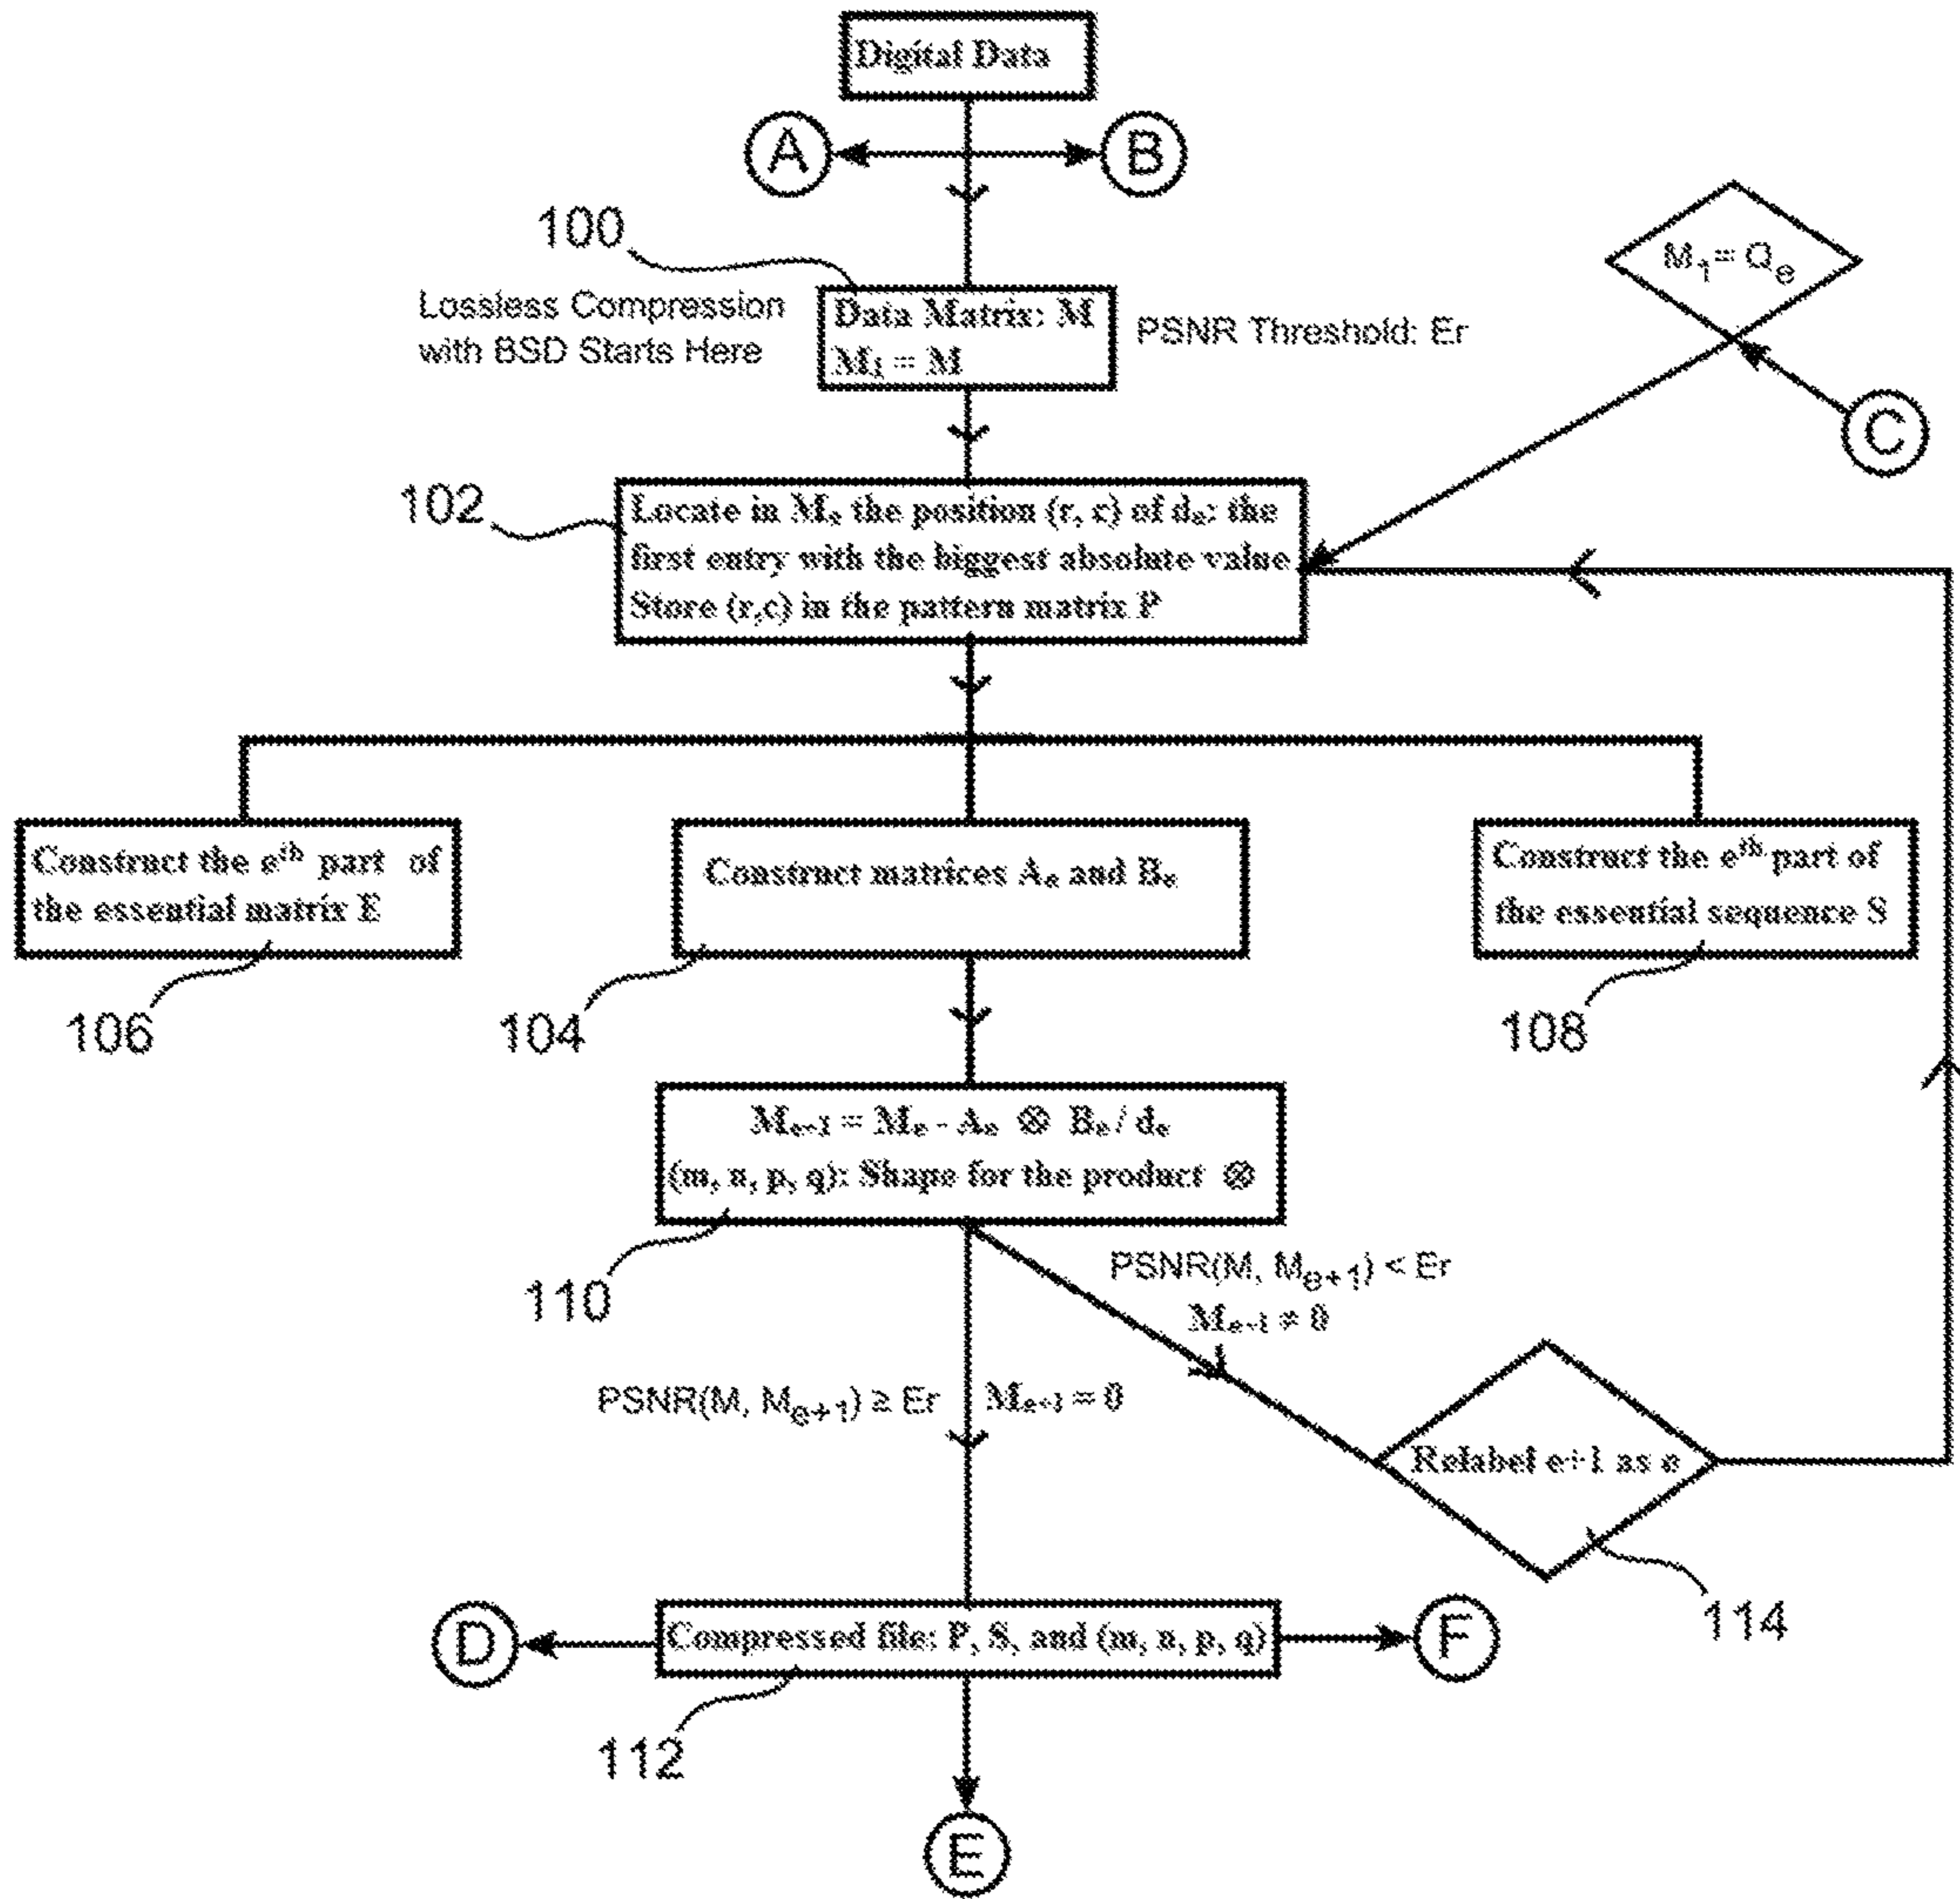 Digital Data
A
B
100
Lossless Compression
with BSD Starts Here
Data Matrix: M
M₁ = M
PSNR Threshold: Er
M₁= Qₑ
C
102
Locate in Mₑ the position (r, c) of dₑ: the
first entry with the biggest absolute value
Store (r,c) in the pattern matrix P
Construct the eᵗʰ part of
the essential matrix E
106
Construct matrices Aₑ and Bₑ
104
Construct the eᵗʰ part of
the essential sequence S
108
Mₑ₊₁ = Mₑ - Aₑ ⊗ Bₑ / dₑ
(m, n, p, q): Shape for the product ⊗
110
PSNR(M, Mₑ₊₁) < Er
Mₑ₊₁ ≠ 0
PSNR(M, Mₑ₊₁) ≥ Er
Mₑ₊₁ = 0
Relabel e+1 as e
114
D
Compressed file: P, S, and (m, n, p, q)
F
112
E